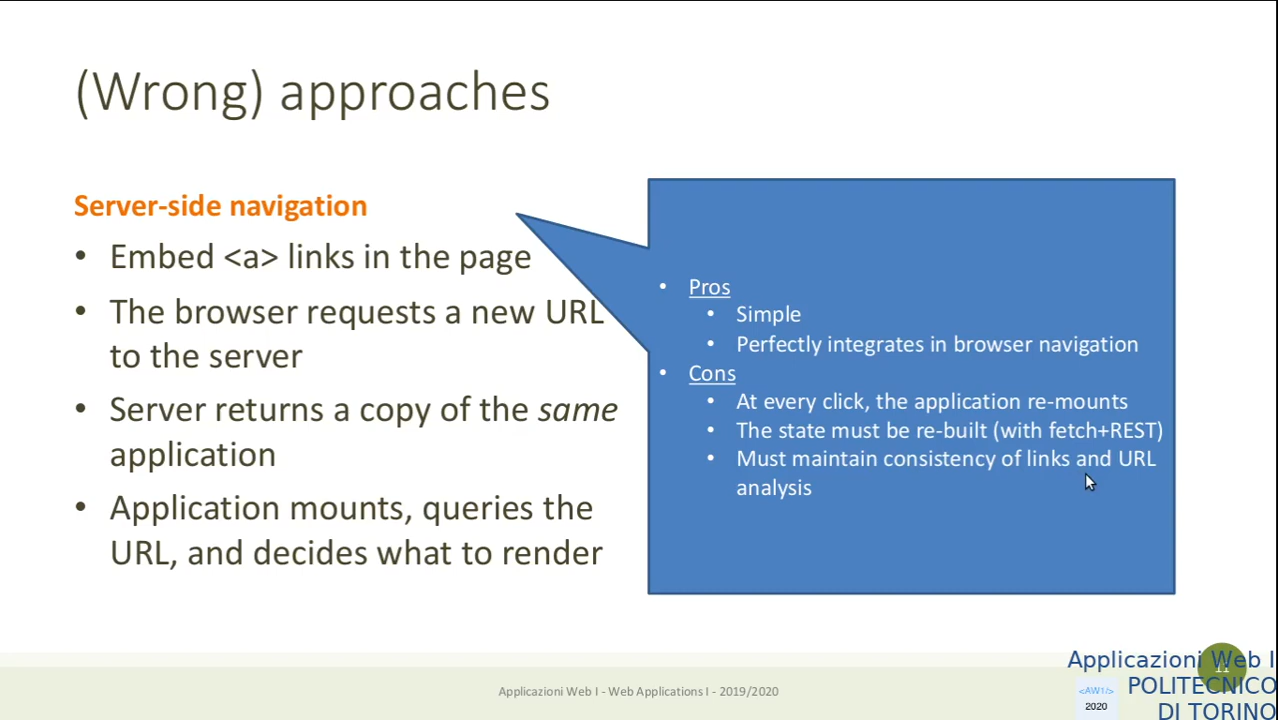 (Wrong) approaches
Server-side navigation
• Embed <a> links in the page
• The browser requests a new URL
to the server
• Server returns a copy of the same
application
• Application mounts, queries the
URL, and decides what to render
• Pros
• Simple
• Perfectly integrates in browser navigation
• Cons
• At every click, the application re-mounts
• The state must be re-built (with fetch+REST)
• Must maintain consistency of links and URL
analysis
Applicazioni Web I - Web Applications I - 2019/2020
11
Applicazioni Web I
POLITECNICO
DI TORINO
<AW1/>
2020